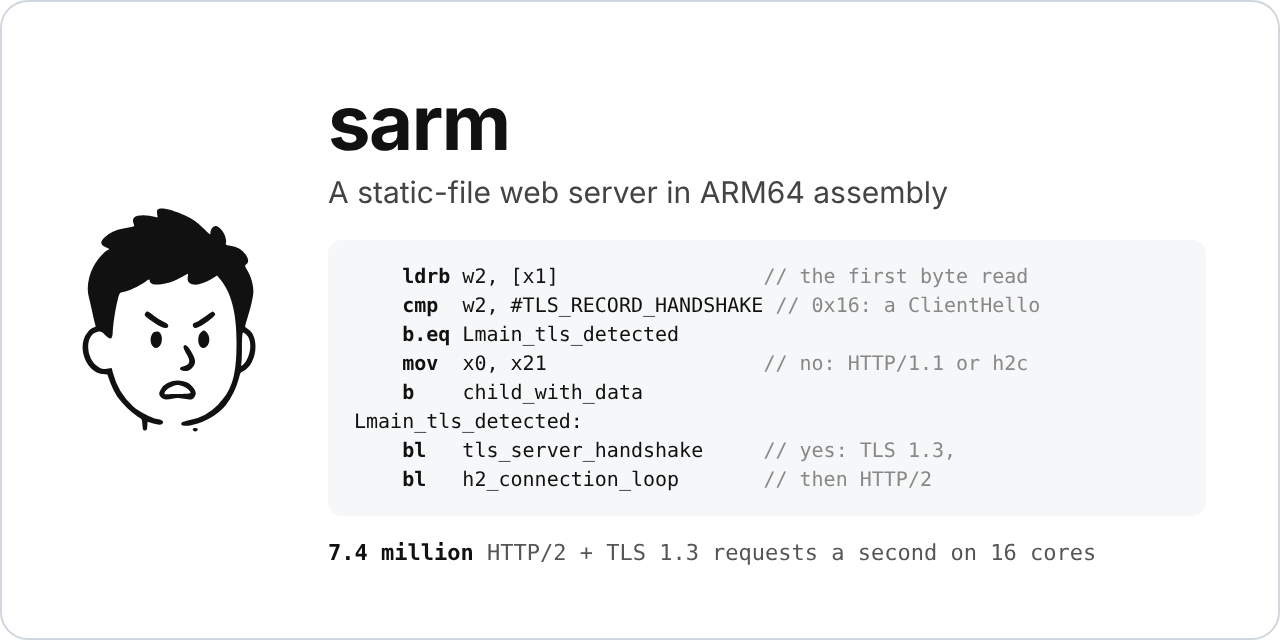 sarm
A static-file web server in ARM64 assembly
    ldrb w2, [x1]                 // the first byte read
    cmp  w2, #TLS_RECORD_HANDSHAKE // 0x16: a ClientHello
    b.eq Lmain_tls_detected
    mov  x0, x21                  // no: HTTP/1.1 or h2c
    b    child_with_data
Lmain_tls_detected:
    bl   tls_server_handshake     // yes: TLS 1.3,
    bl   h2_connection_loop       // then HTTP/2
7.4 million HTTP/2 + TLS 1.3 requests a second on 16 cores